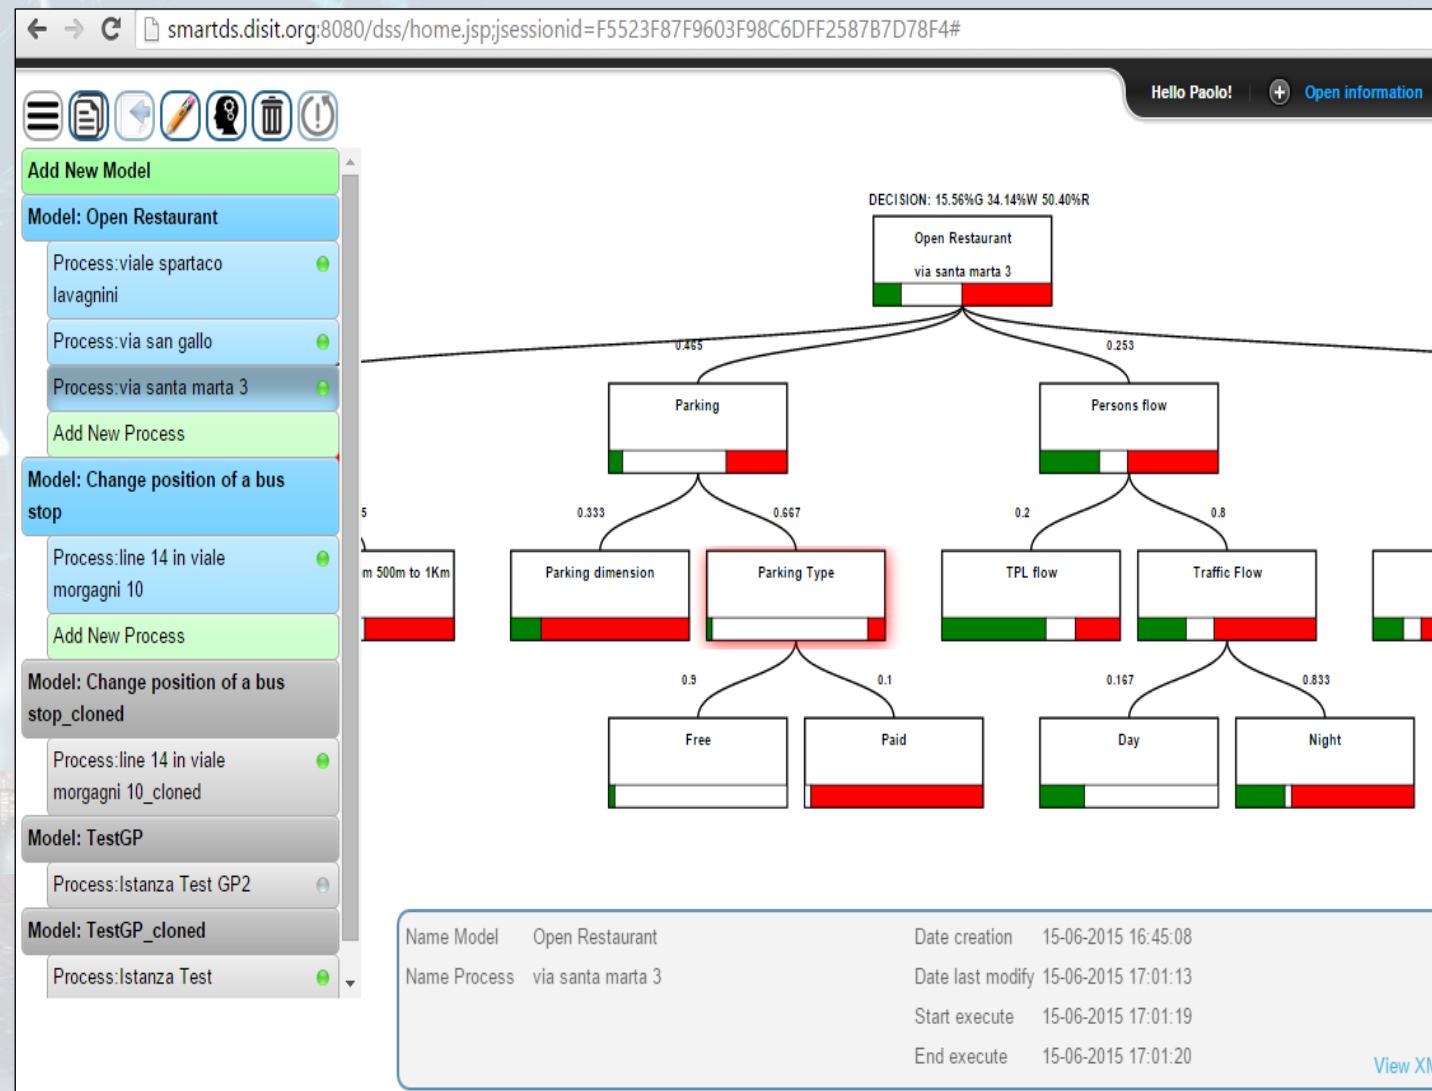 smartds.disit.org:8080/dss/home.jsp;jsessionid=F5523F87F9603F98C6DFF2587B7D78F4#
Hello Paolo!
Open information
Add New Model
Model: Open Restaurant
Process:viale spartaco
lavagnini
Process:via san gallo
Process:via santa marta 3
Add New Process
Model: Change position of a bus
stop
Process:line 14 in viale
morgagni 10
Add New Process
Model: Change position of a bus
stop_cloned
Process:line 14 in viale
morgagni 10_cloned
Model: TestGP
Process:Istanza Test GP2
Model: TestGP_cloned
Process:Istanza Test
DECISION: 15.56%G 34.14%W 50.40%R
Open Restaurant
via santa marta 3
0.465
0.253
Parking
Persons flow
5
0.333
0.667
0.2
0.8
m 500m to 1Km
Parking dimension
Parking Type
TPL flow
Traffic Flow
0.9
0.1
0.167
0.833
Free
Paid
Day
Night
Name Model Open Restaurant
Date creation 15-06-2015 16:45:08
Name Process via santa marta 3
Date last modify 15-06-2015 17:01:13
Start execute 15-06-2015 17:01:19
End execute 15-06-2015 17:01:20
View XM